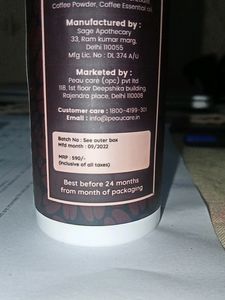 Coffee Powder, Coffee Essential oil
Manufactured by :
Sage Apothecary
33, Ram kumar marg,
Delhi 110055
Mfg Lic. No : DL 374 A/U
Marketed by :
Peau care (opc) pvt ltd
118, 1st floor Deepshika building
Rajendra place, Delhi 110008
Customer care : 1800-4199-301
Email : info@peaucare.in
Batch No : See outer box
Mfd month : 09/2022
MRP : 590/-
(Inclusive of all taxes)
Best before 24 months
from month of packaging